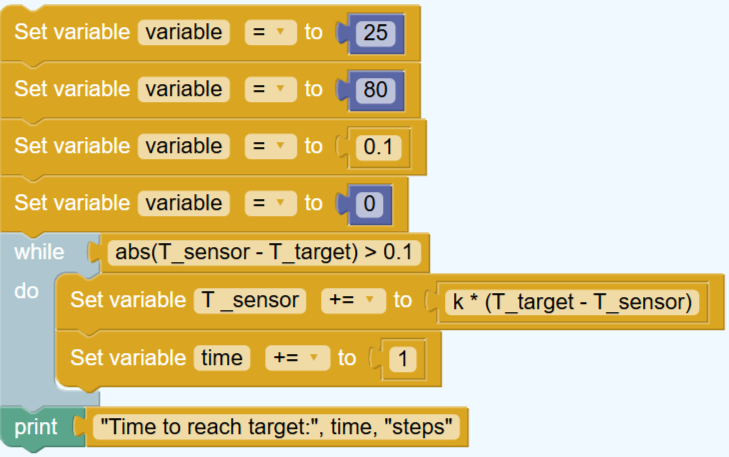 Set variable variable = to 25
Set variable variable = to 80
Set variable variable = to 0.1
Set variable variable = to 0
while abs(T_sensor - T_target) > 0.1
do Set variable T _sensor += to k * (T_target - T_sensor)
Set variable time += to 1
print "Time to reach target:", time, "steps"